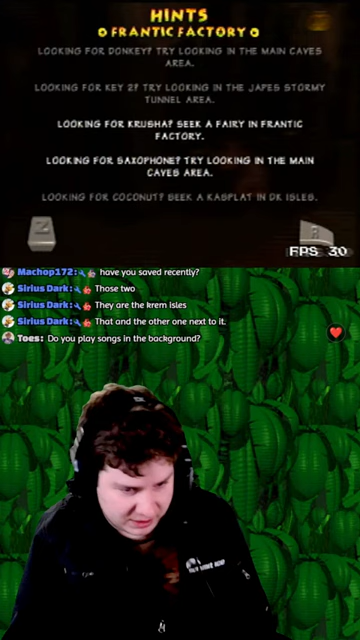 HINTS
FRANTIC FACTORY
LOOKING FOR DONKEY? TRY LOOKING IN THE MAIN CAVES
AREA.
LOOKING FOR KEY 2? TRY LOOKING IN THE JAPES STORMY
TUNNEL AREA.
LOOKING FOR KRUSHA? SEEK A FAIRY IN FRANTIC
FACTORY.
LOOKING FOR SAXOPHONE? TRY LOOKING IN THE MAIN
CAVES AREA.
LOOKING FOR COCONUT? SEEK A KASPLAT IN DK ISLES.
Z
R
FPS 30
Machop172: have you saved recently?
Sirius Dark: Those two
Sirius Dark: They are the krem isles
Sirius Dark: That and the other one next to it.
Toes: Do you play songs in the background?